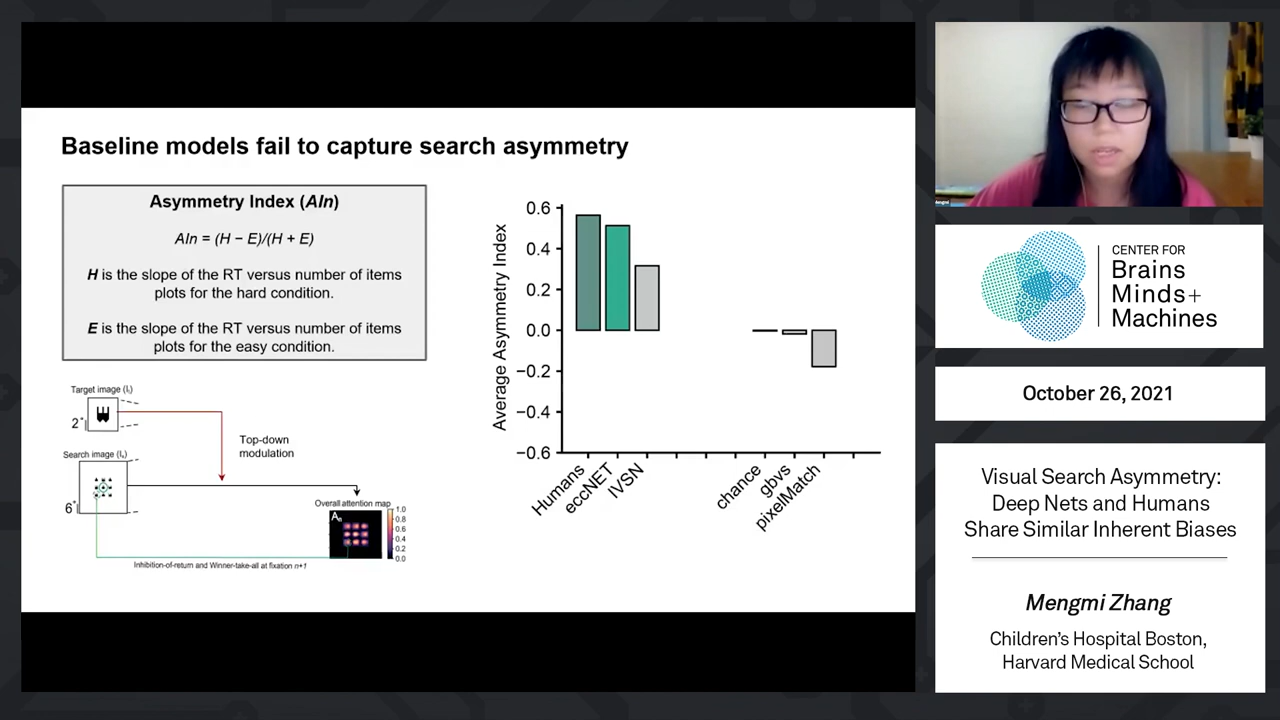 Baseline models fail to capture search asymmetry
Asymmetry Index (AIn)
AIn = (H − E)/(H + E)
H is the slope of the RT versus number of items
plots for the hard condition.
E is the slope of the RT versus number of items
plots for the easy condition.
Target image (Iₜ)
2°
Top-down
modulation
Search image (Iₛ)
6°
Overall attention map
Aₙ
1.0
0.8
0.6
0.4
0.2
0.0
Inhibition-of-return and Winner-take-all at fixation n+1
Average Asymmetry Index
0.6
0.4
0.2
0.0
−0.2
−0.4
−0.6
Humans
eccNET
IVSN
chance
gbvs
pixelMatch
Mengmi
CENTER FOR
Brains
Minds+
Machines
October 26, 2021
Visual Search Asymmetry:
Deep Nets and Humans
Share Similar Inherent Biases
Mengmi Zhang
Children's Hospital Boston,
Harvard Medical School